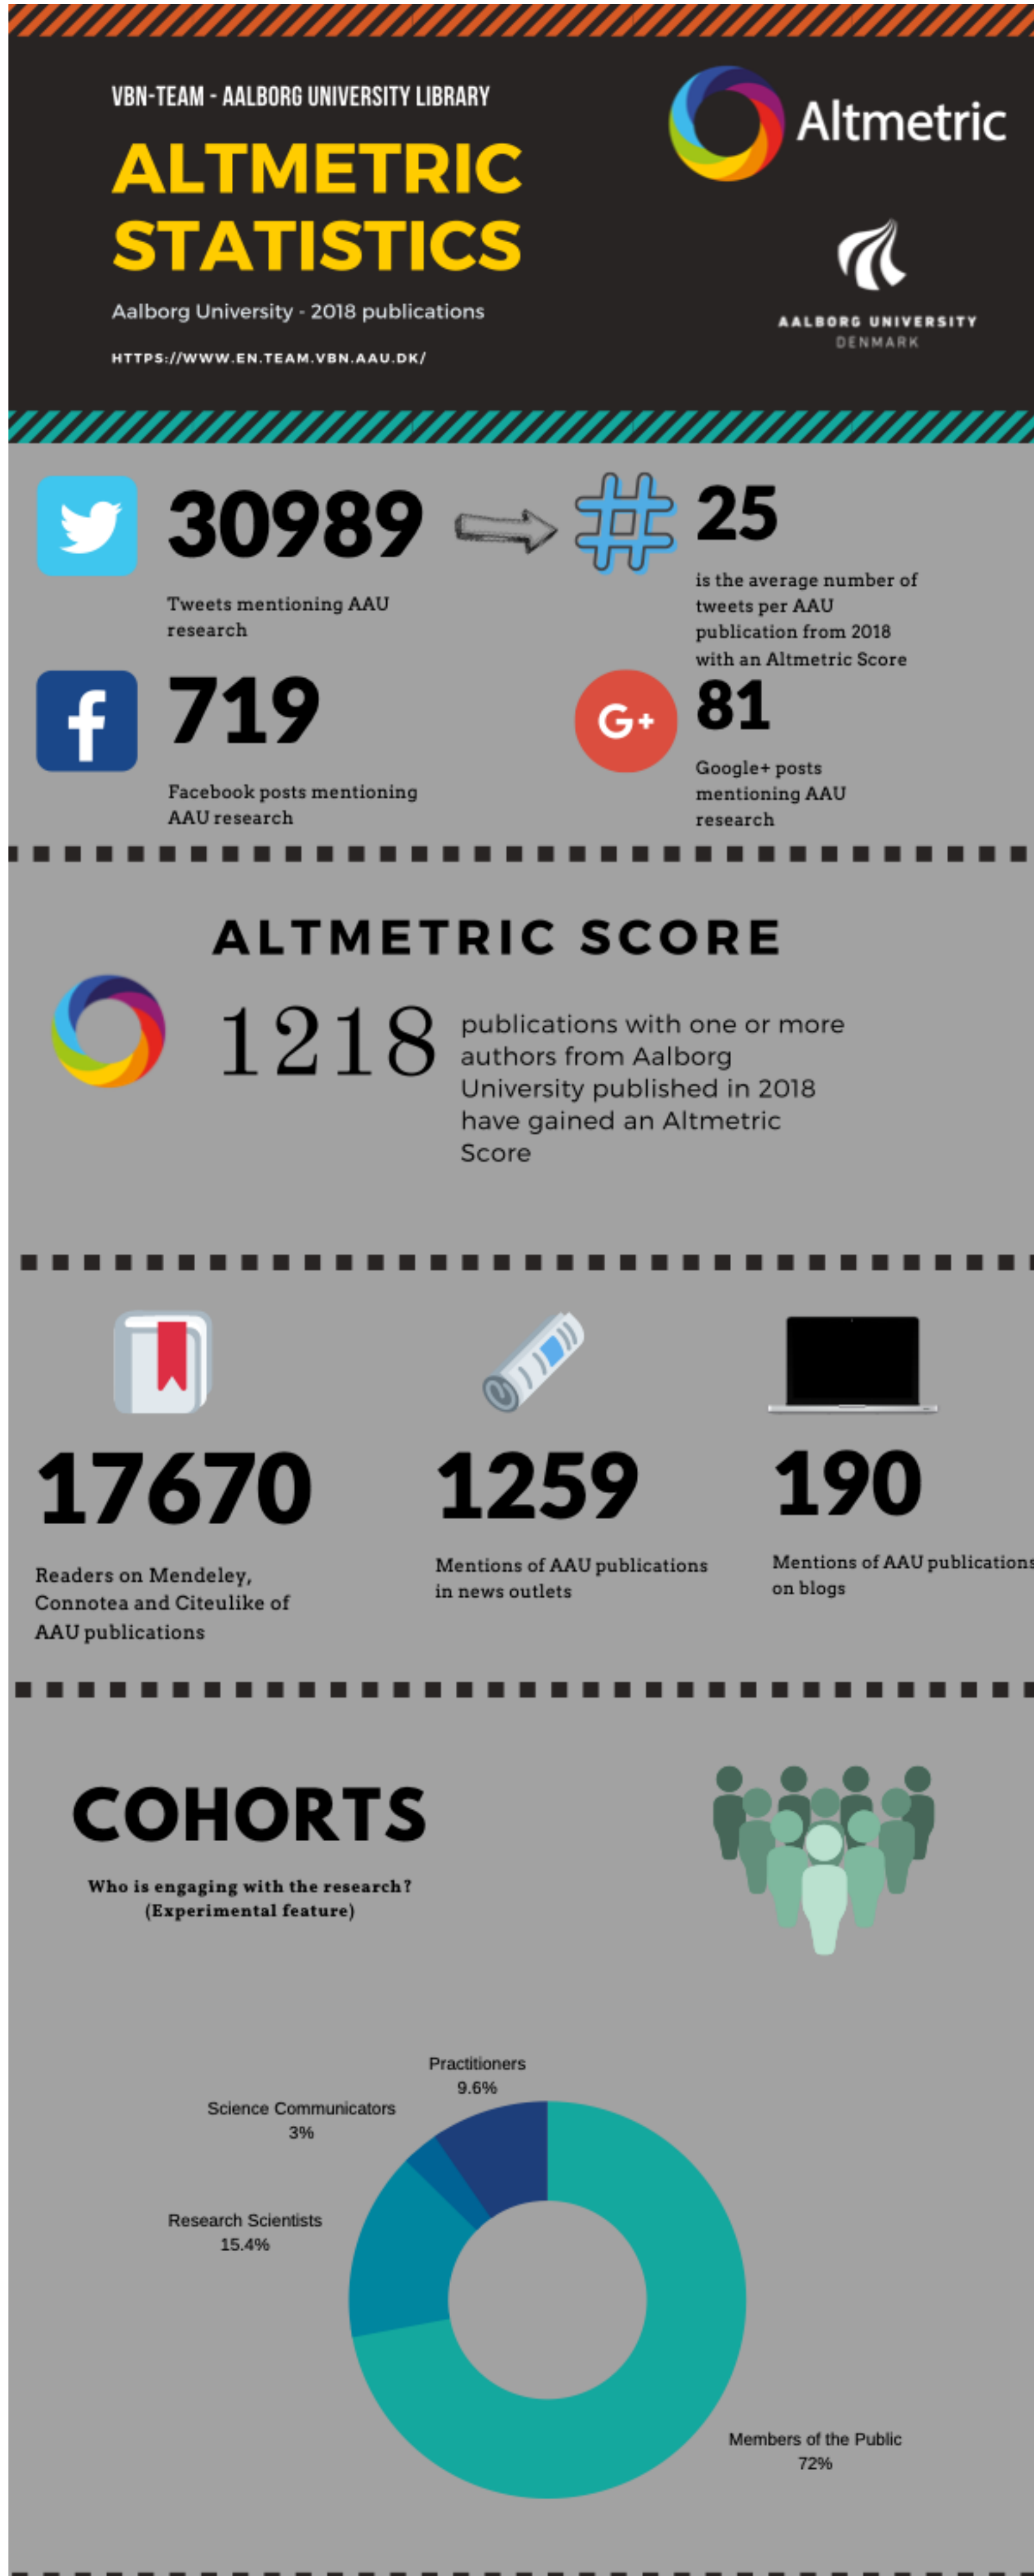 VBN-TEAM - AALBORG UNIVERSITY LIBRARY
ALTMETRIC
STATISTICS
Aalborg University - 2018 publications
HTTPS://WWW.EN.TEAM.VBN.AAU.DK/
Altmetric
AALBORG UNIVERSITY
DENMARK
30989
Tweets mentioning AAU
research
#
25
is the average number of
tweets per AAU
publication from 2018
with an Altmetric Score
f
719
Facebook posts mentioning
AAU research
G+
81
Google+ posts
mentioning AAU
research
ALTMETRIC SCORE
1218
publications with one or more
authors from Aalborg
University published in 2018
have gained an Altmetric
Score
17670
Readers on Mendeley,
Connotea and Citeulike of
AAU publications
1259
Mentions of AAU publications
in news outlets
190
Mentions of AAU publications
on blogs
COHORTS
Who is engaging with the research?
(Experimental feature)
Practitioners
9.6%
Science Communicators
3%
Research Scientists
15.4%
Members of the Public
72%